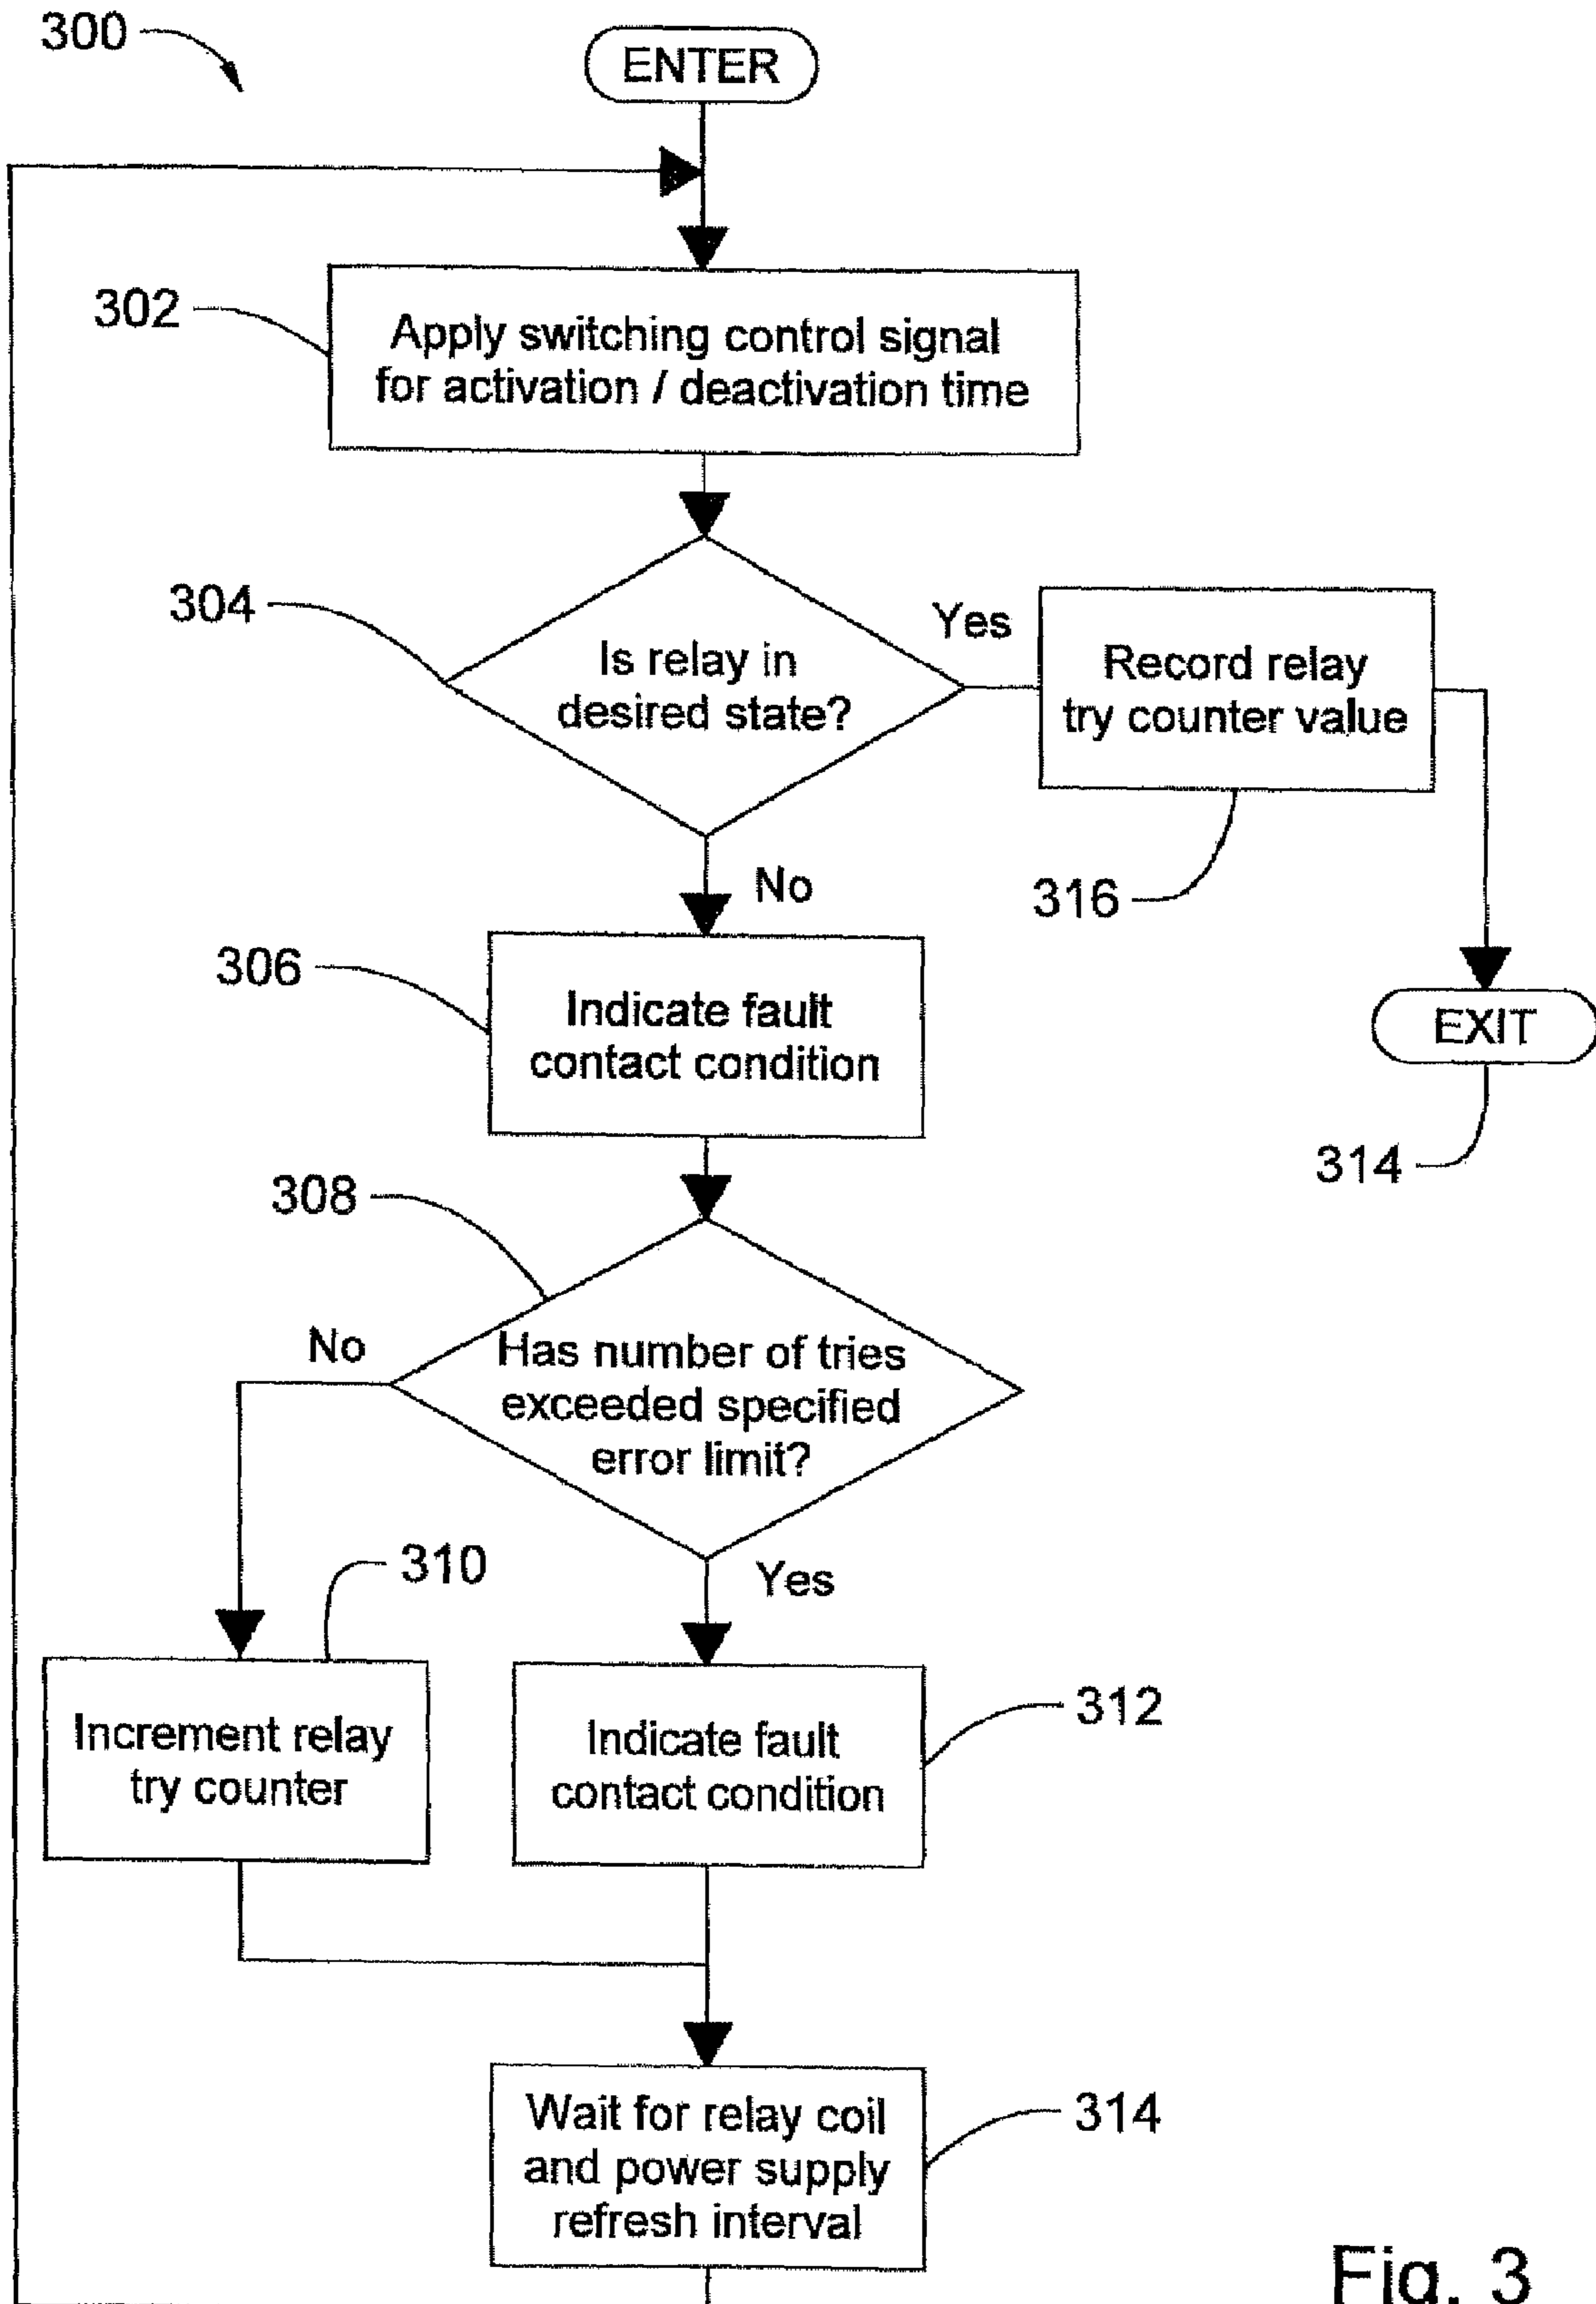 300
ENTER
302
Apply switching control signal
for activation / deactivation time
304
Is relay in
desired state?
Yes
Record relay
try counter value
316
No
306
Indicate fault
contact condition
EXIT
314
308
No
Has number of tries
exceeded specified
error limit?
310
Yes
Increment relay
try counter
Indicate fault
contact condition
312
Wait for relay coil
and power supply
refresh interval
314
Fig. 3